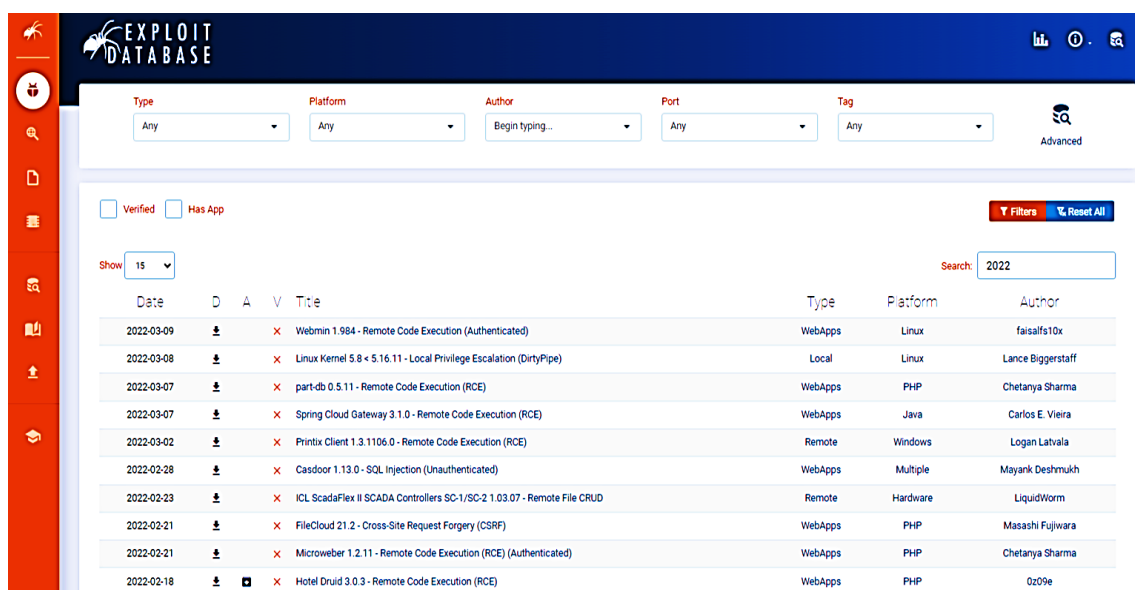 EXPLOIT
DATABASE
Type Platform Author Port Tag
Any Any Begin typing... Any Any
Advanced
Verified Has App
Filters Reset All
Show 15 Search: 2022
Date D A V Title Type Platform Author
2022-03-09 Webmin 1.984 - Remote Code Execution (Authenticated) WebApps Linux faisalfs10x
2022-03-08 Linux Kernel 5.8 < 5.16.11 - Local Privilege Escalation (DirtyPipe) Local Linux Lance Biggerstaff
2022-03-07 part-db 0.5.11 - Remote Code Execution (RCE) WebApps PHP Chetanya Sharma
2022-03-07 Spring Cloud Gateway 3.1.0 - Remote Code Execution (RCE) WebApps Java Carlos E. Vieira
2022-03-02 Printix Client 1.3.1106.0 - Remote Code Execution (RCE) Remote Windows Logan Latvala
2022-02-28 Casdoor 1.13.0 - SQL Injection (Unauthenticated) WebApps Multiple Mayank Deshmukh
2022-02-23 ICL ScadaFlex II SCADA Controllers SC-1/SC-2 1.03.07 - Remote File CRUD Remote Hardware LiquidWorm
2022-02-21 FileCloud 21.2 - Cross-Site Request Forgery (CSRF) WebApps PHP Masashi Fujiwara
2022-02-21 Microweber 1.2.11 - Remote Code Execution (RCE) (Authenticated) WebApps PHP Chetanya Sharma
2022-02-18 Hotel Druid 3.0.3 - Remote Code Execution (RCE) WebApps PHP 0z09e